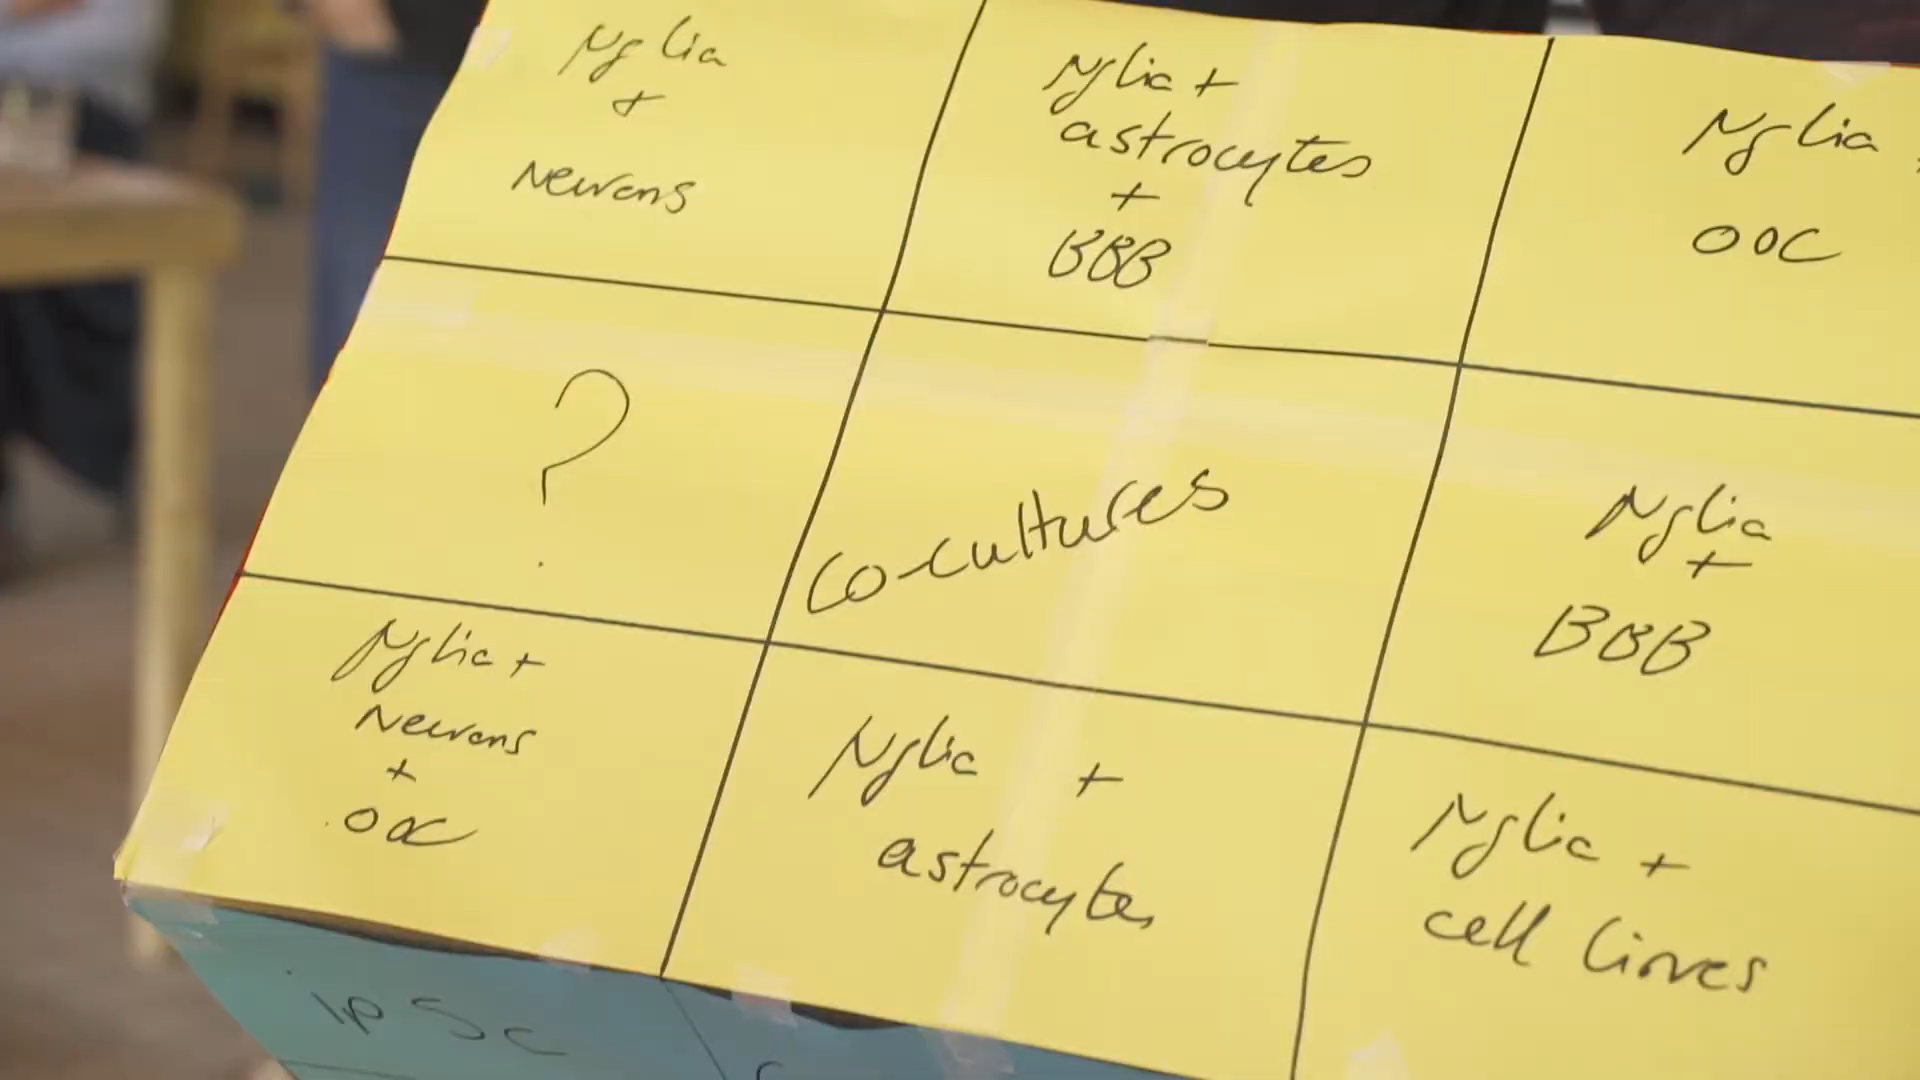 Mglia
+
Neurons
Mglia +
astrocytes
+
BBB
Mglia
OOC
?
Co-cultures
Mglia
+
BBB
Mglia +
Neurons
+
OOC
Mglia +
astrocytes
Mglia +
cell lines
iPSc